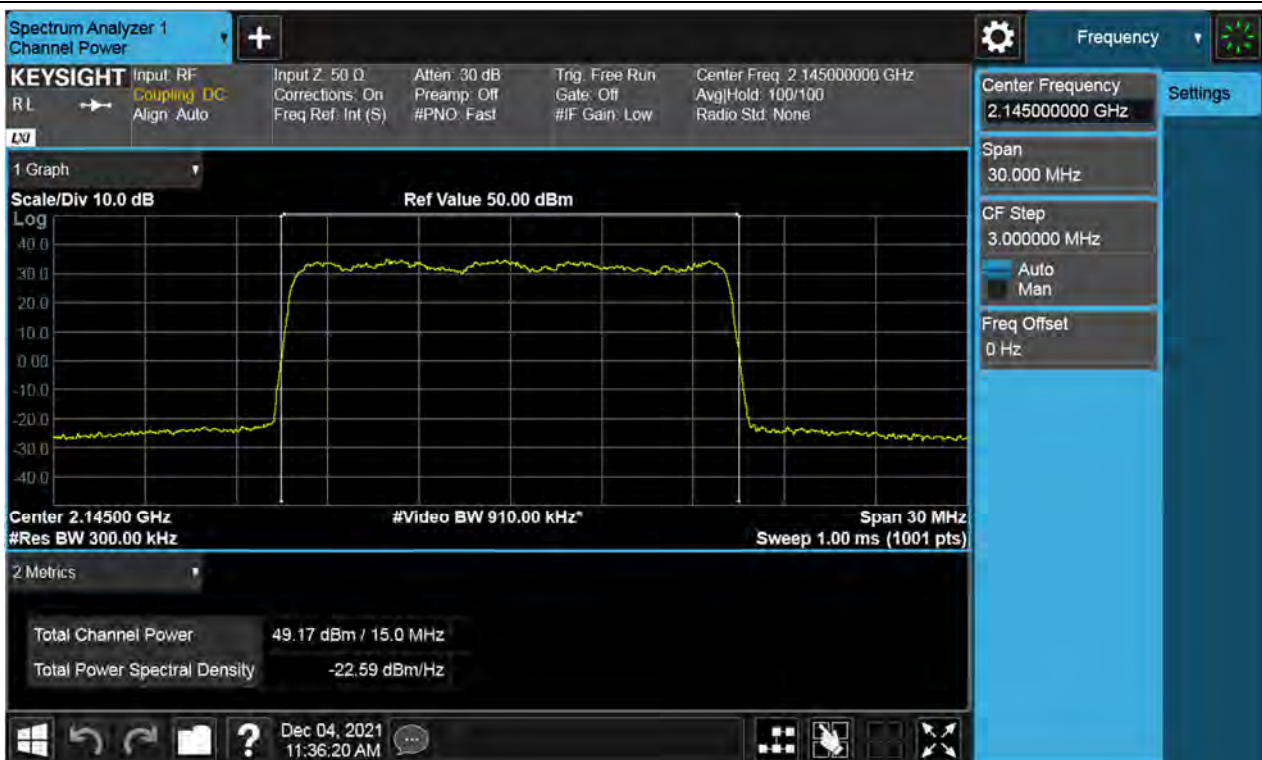 Spectrum Analyzer 1
Channel Power
+
Frequency
KEYSIGHT
RL
LXI
Input: RF
Coupling: DC
Align: Auto
Input Z: 50 Ω
Corrections: On
Freq Ref: Int (S)
Atten: 30 dB
Preamp: Off
#PNO: Fast
Trig: Free Run
Gate: Off
#IF Gain: Low
Center Freq: 2.145000000 GHz
Avg|Hold: 100/100
Radio Std: None
Center Frequency
2.145000000 GHz
Settings
Span
30.000 MHz
CF Step
3.000000 MHz
Auto
Man
Freq Offset
0 Hz
1 Graph
Scale/Div 10.0 dB
Ref Value 50.00 dBm
Log
40.0
30.0
20.0
10.0
0.00
-10.0
-20.0
-30.0
-40.0
Center 2.14500 GHz
#Video BW 910.00 kHz*
Span 30 MHz
#Res BW 300.00 kHz
Sweep 1.00 ms (1001 pts)
2 Metrics
Total Channel Power 49.17 dBm / 15.0 MHz
Total Power Spectral Density -22.59 dBm/Hz
?
Dec 04, 2021
11:36:20 AM